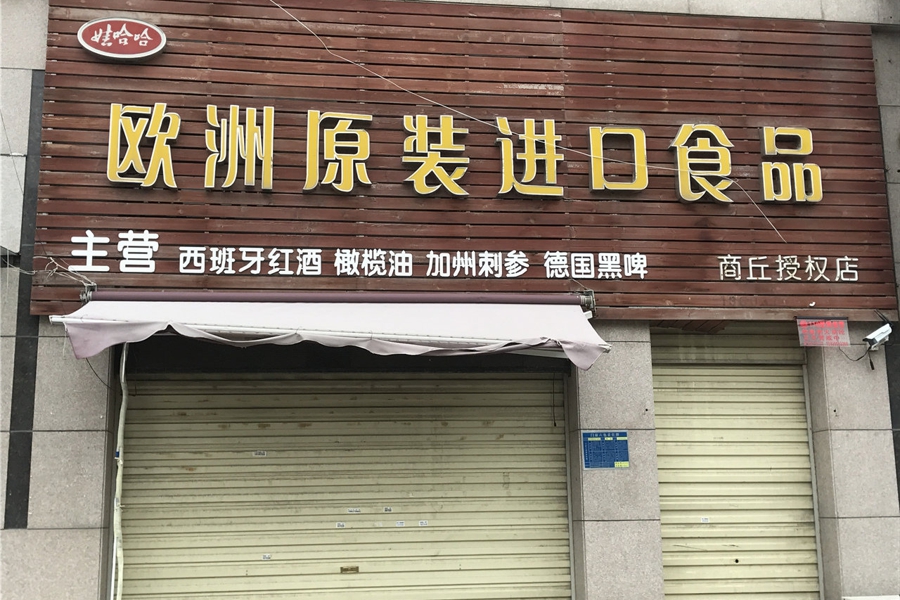 娃哈哈
欧洲原装进口食品
主营 西班牙红酒 橄榄油 加州刺参 德国黑啤
商丘授权店